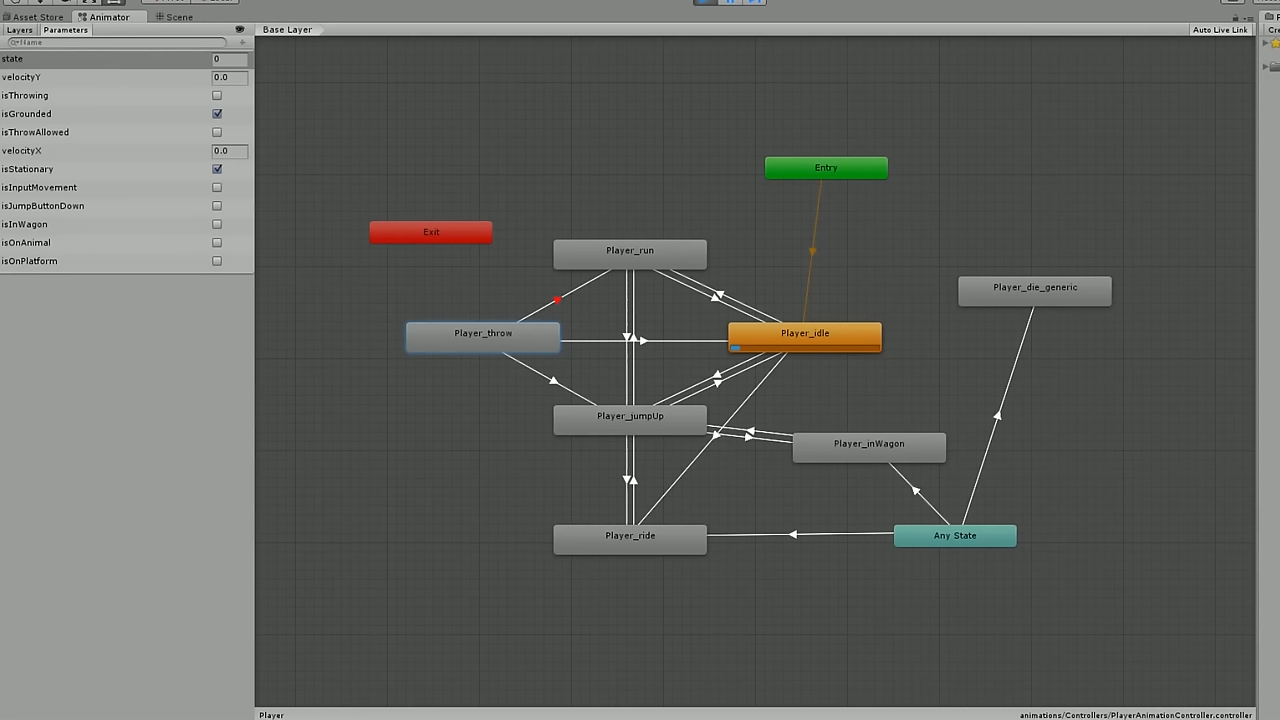 Asset Store
Animator
Scene
Layers
Parameters
Base Layer
Auto Live Link
Name
state 0
velocityY 0.0
isThrowing
isGrounded
isThrowAllowed
velocityX 0.0
isStationary
isInputMovement
isJumpButtonDown
isInWagon
isOnAnimal
isOnPlatform
Entry
Exit
Player_run
Player_die_generic
Player_throw
Player_idle
Player_jumpUp
Player_inWagon
Player_ride
Any State
Player
animations/Controllers/PlayerAnimationController.controller